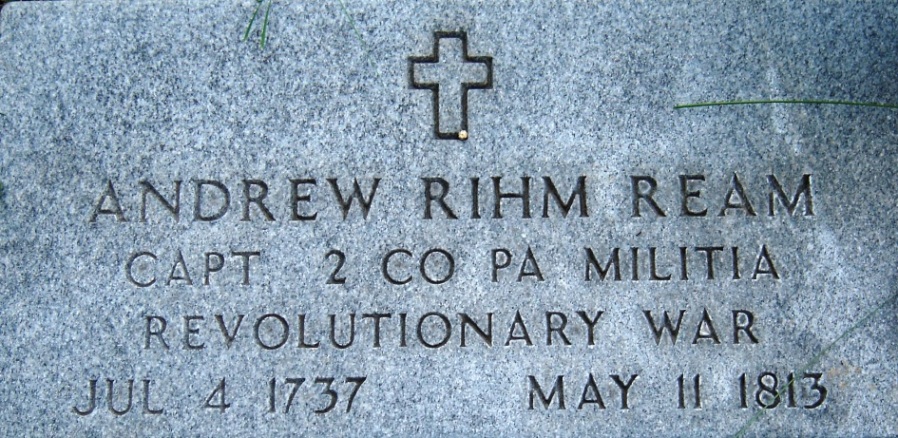 ANDREW RIHM REAM
CAPT 2 CO PA MILITIA
REVOLUTIONARY WAR
JUL 4 1737 MAY 11 1813